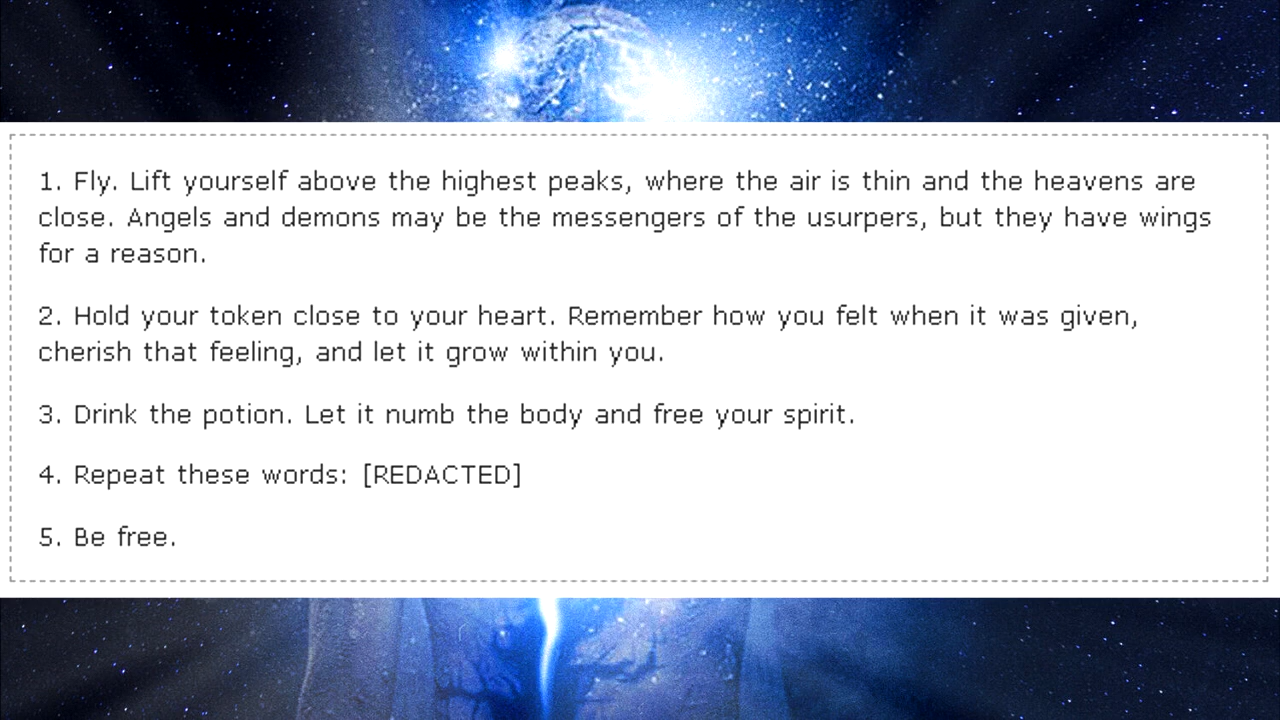 1. Fly. Lift yourself above the highest peaks, where the air is thin and the heavens are
close. Angels and demons may be the messengers of the usurpers, but they have wings
for a reason.
2. Hold your token close to your heart. Remember how you felt when it was given,
cherish that feeling, and let it grow within you.
3. Drink the potion. Let it numb the body and free your spirit.
4. Repeat these words: [REDACTED]
5. Be free.